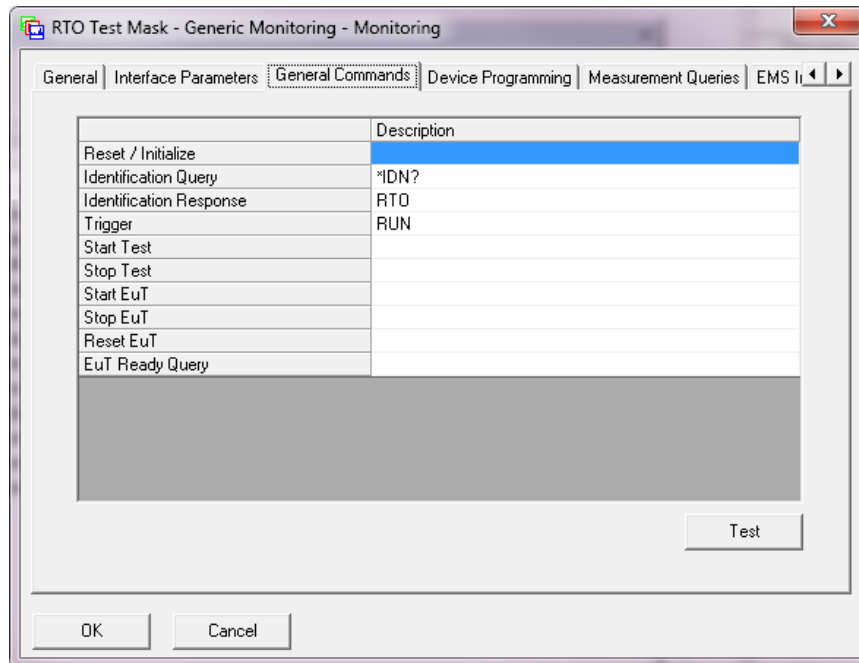 RTO Test Mask - Generic Monitoring - Monitoring
General Interface Parameters General Commands Device Programming Measurement Queries EMS
Description
Reset / Initialize
Identification Query *IDN?
Identification Response RTO
Trigger RUN
Start Test
Stop Test
Start EuT
Stop EuT
Reset EuT
EuT Ready Query
Test
OK Cancel